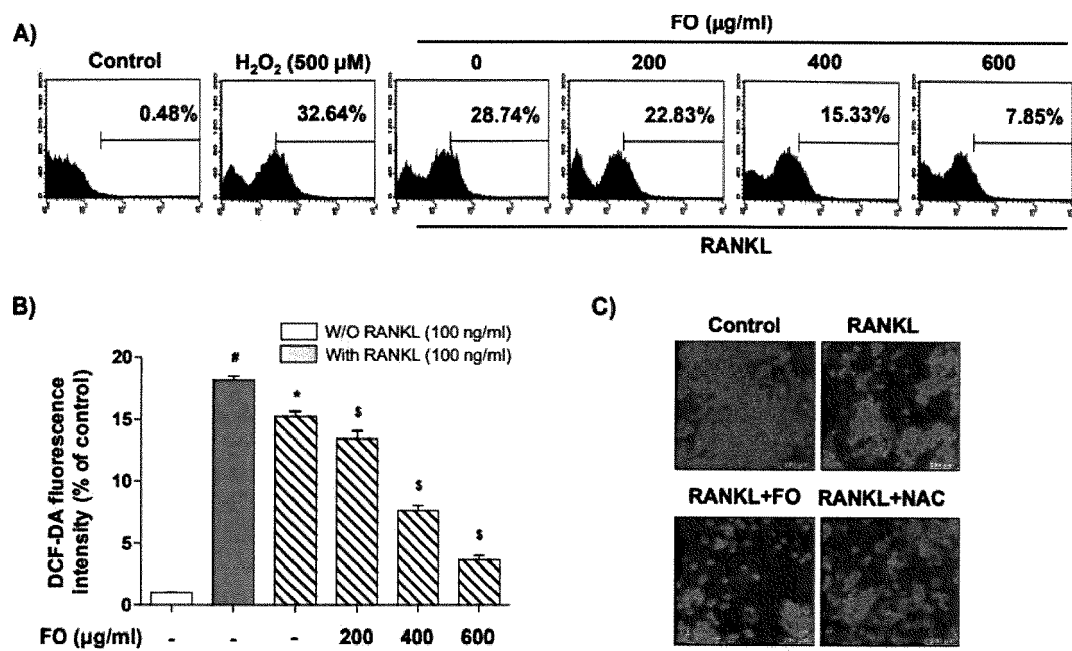 A)
FO (µg/ml)
Control H₂O₂ (500 µM) 0 200 400 600
0.48% 32.64% 28.74% 22.83% 15.33% 7.85%
RANKL
B)
W/O RANKL (100 ng/ml)
With RANKL (100 ng/ml)
DCF-DA fluorescence
intensity (% of control)
20
15
10
5
0
# * $ $ $
FO (µg/ml) - - - 200 400 600
C)
Control RANKL
RANKL+FO RANKL+NAC